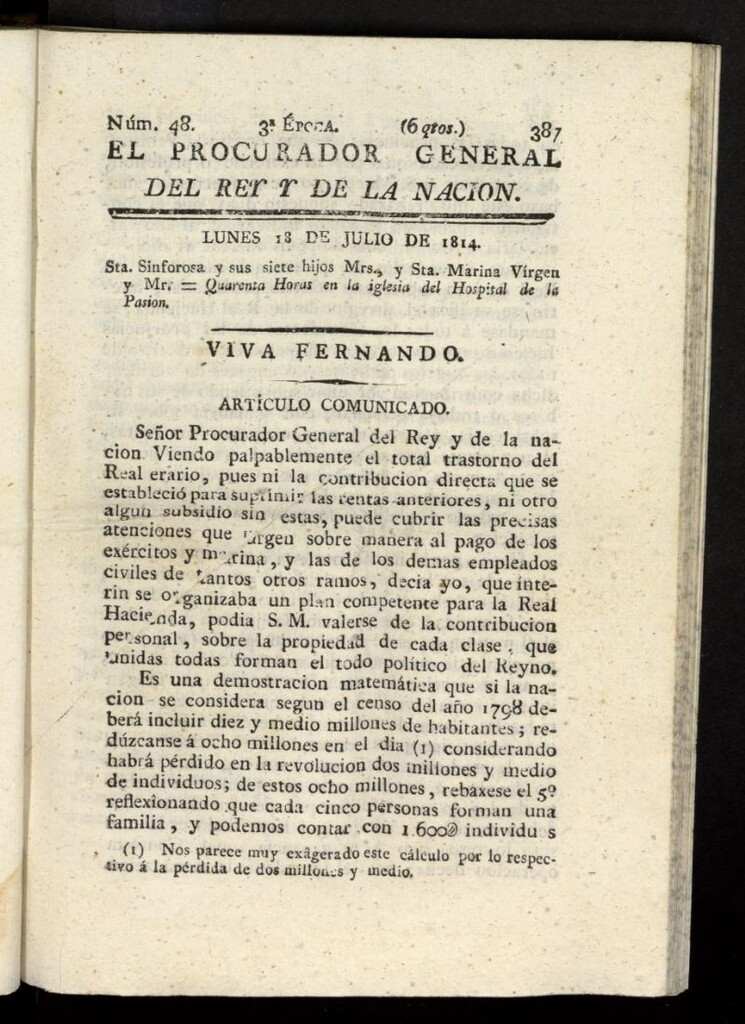 Núm. 48. 3ª ÉPOCA. (6 qtos.) 387
EL PROCURADOR GENERAL
DEL REY Y DE LA NACION.
LUNES 18 DE JULIO DE 1814.
Sta. Sinforosa y sus siete hijos Mrs., y Sta. Marina Vírgen
y Mr. = Quarenta Horas en la iglesia del Hospital de la
Pasion.
VIVA FERNANDO.
ARTÍCULO COMUNICADO.
Señor Procurador General del Rey y de la na-
cion Viendo palpablemente el total trastorno del
Real erario, pues ni la contribucion directa que se
estableció para suprimir las rentas anteriores, ni otro
algun subsidio sin estas, puede cubrir las precisas
atenciones que urgen sobre manera al pago de los
exércitos y marina, y las de los demas empleados
civiles de tantos otros ramos, decia yo, que ínte-
rin se organizaba un plan competente para la Real
Hacienda, podia S. M. valerse de la contribucion
personal, sobre la propiedad de cada clase, que
unidas todas forman el todo político del Reyno.
Es una demostracion matemática que si la na-
cion se considera segun el censo del año 1798 de-
berá incluir diez y medio millones de habitantes; re-
dúzcanse á ocho millones en el dia (1) considerando
habrá pérdido en la revolucion dos millones y medio
de individuos; de estos ocho millones, rebáxese el 5º
reflexionando que cada cinco personas forman una
familia, y podemos contar con 1.600@ individu s
(1) Nos parece muy exâgerado este cálculo por lo respec-
tivo á la pérdida de dos millones y medio.